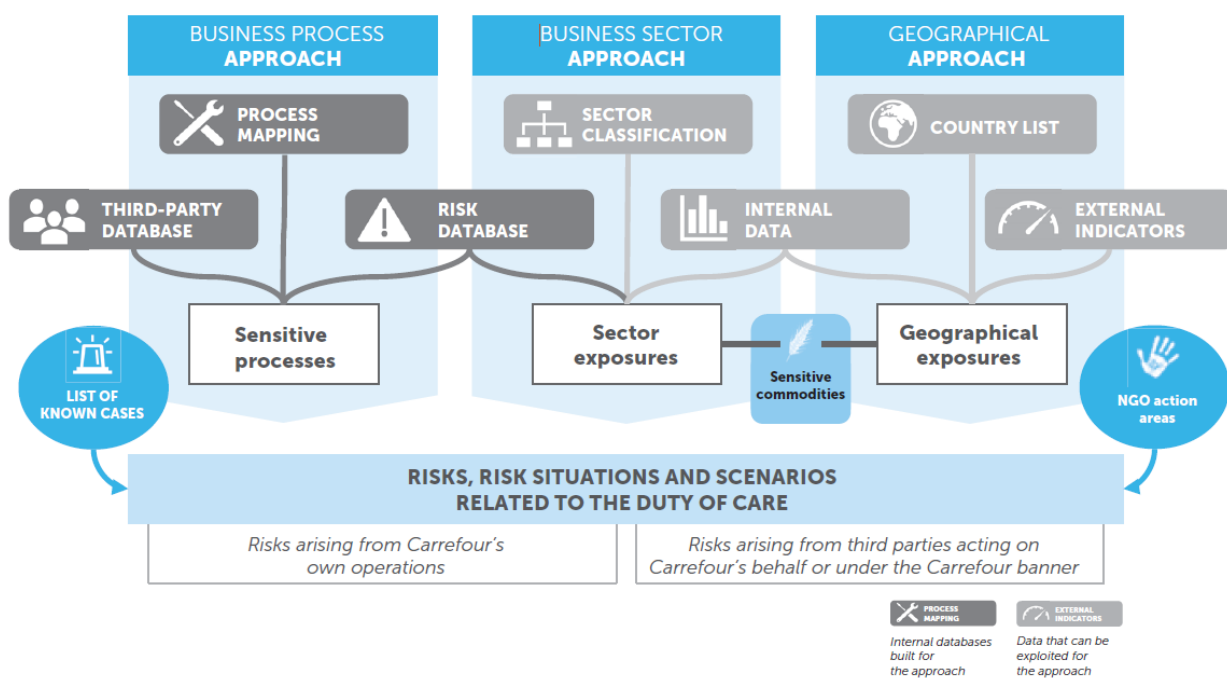 BUSINESS PROCESS
APPROACH
BUSINESS SECTOR
APPROACH
GEOGRAPHICAL
APPROACH
PROCESS
MAPPING
SECTOR
CLASSIFICATION
COUNTRY LIST
THIRD-PARTY
DATABASE
RISK
DATABASE
INTERNAL
DATA
EXTERNAL
INDICATORS
Sensitive
processes
Sector
exposures
Sensitive
commodities
Geographical
exposures
LIST OF
KNOWN CASES
NGO action
areas
RISKS, RISK SITUATIONS AND SCENARIOS
RELATED TO THE DUTY OF CARE
Risks arising from Carrefour's
own operations
Risks arising from third parties acting on
Carrefour's behalf or under the Carrefour banner
PROCESS
MAPPING
Internal databases
built for
the approach
EXTERNAL
INDICATORS
Data that can be
exploited for
the approach